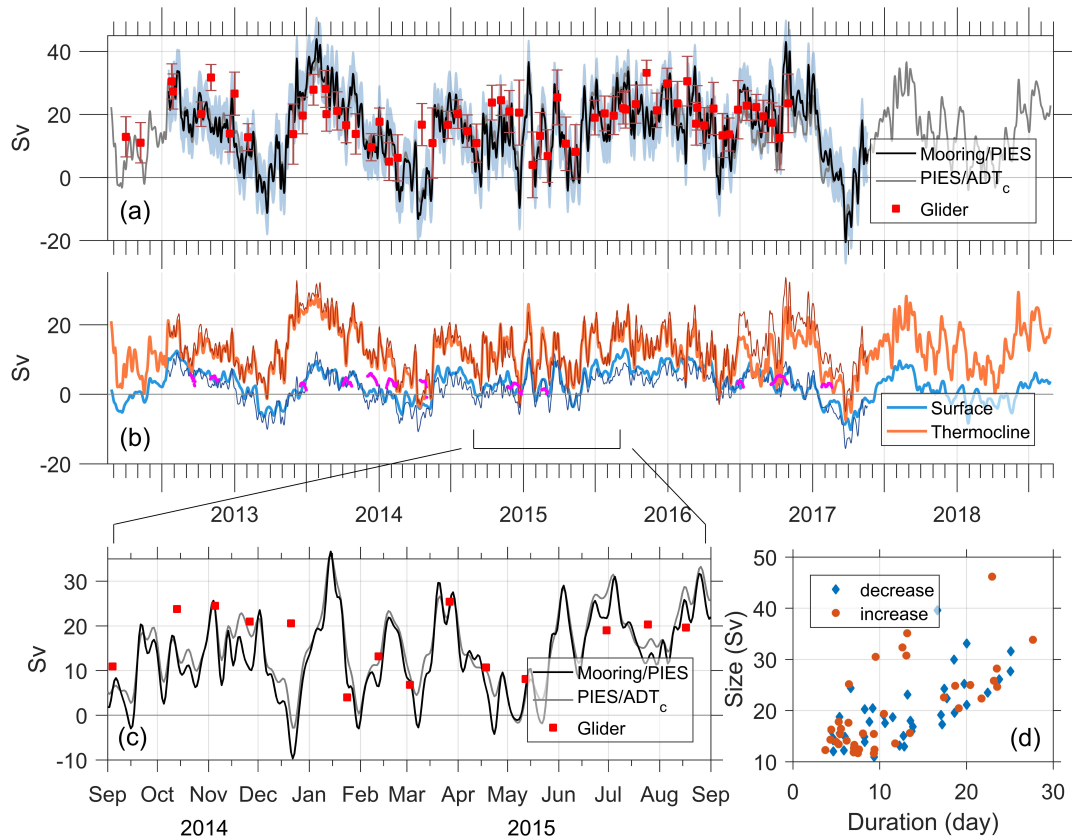 40
20
0
-20
Sv
(a)
Mooring/PIES
PIES/ADTc
Glider
20
0
-20
Sv
(b)
Surface
Thermocline
2013
2014
2015
2016
2017
2018
30
20
10
0
-10
Sv
(c)
Mooring/PIES
PIES/ADTc
Glider
Sep
Oct
Nov
Dec
Jan
Feb
Mar
Apr
May
Jun
Jul
Aug
Sep
2014
2015
50
40
30
20
10
Size (Sv)
decrease
increase
(d)
0
10
20
30
Duration (day)